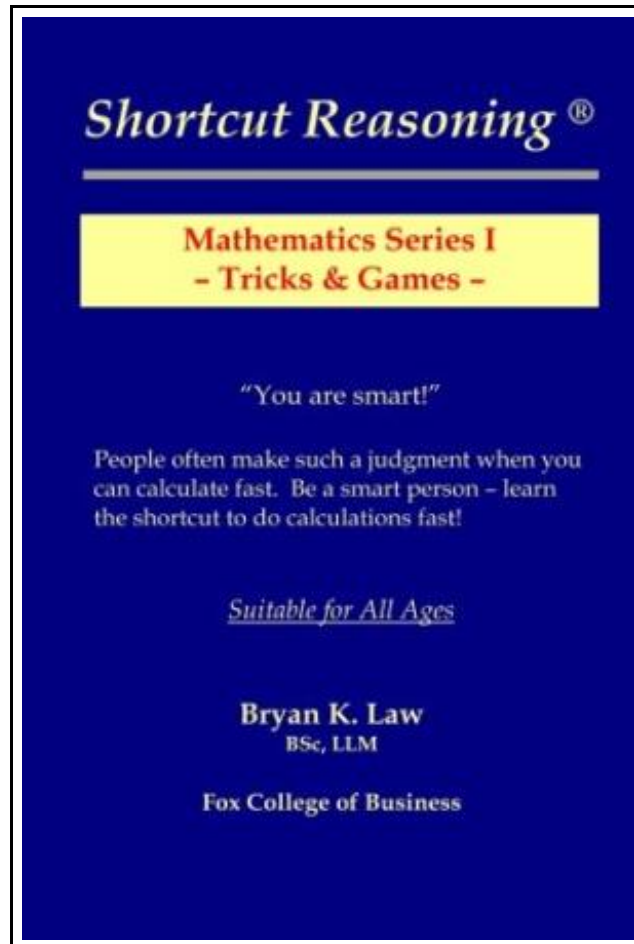 Shortcut Reasoning ®
Mathematics Series I
– Tricks & Games –
“You are smart!”
People often make such a judgment when you
can calculate fast.  Be a smart person – learn
the shortcut to do calculations fast!
Suitable for All Ages
Bryan K. Law
BSc, LLM
Fox College of Business